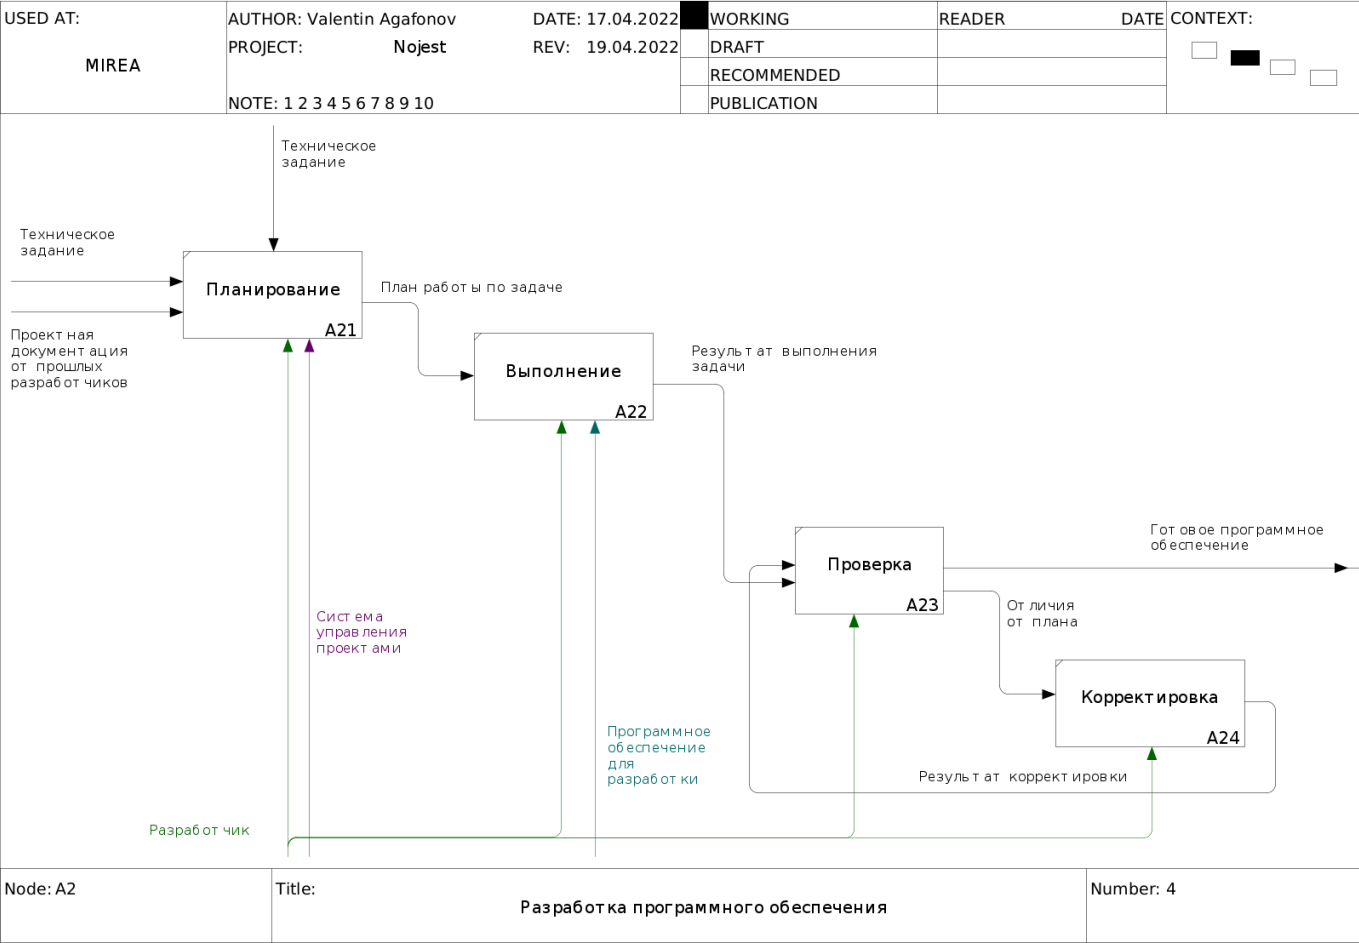 USED AT:
MIREA
AUTHOR: Valentin Agafonov
DATE: 17.04.2022
PROJECT:
Nojest
REV: 19.04.2022
NOTE: 1 2 3 4 5 6 7 8 9 10
WORKING
DRAFT
RECOMMENDED
PUBLICATION
READER
DATE
CONTEXT:
Техническое
задание
Техническое
задание
Проектная
документация
от прошлых
разработчиков
Планирование
A21
План работы по задаче
Выполнение
A22
Результат выполнения
задачи
Проверка
A23
Готовое программное
обеспечение
Отличия
от плана
Корректировка
A24
Результат корректировки
Система
управления
проектами
Программное
обеспечение
для
разработки
Разработчик
Node: A2
Title:
Разработка программного обеспечения
Number: 4